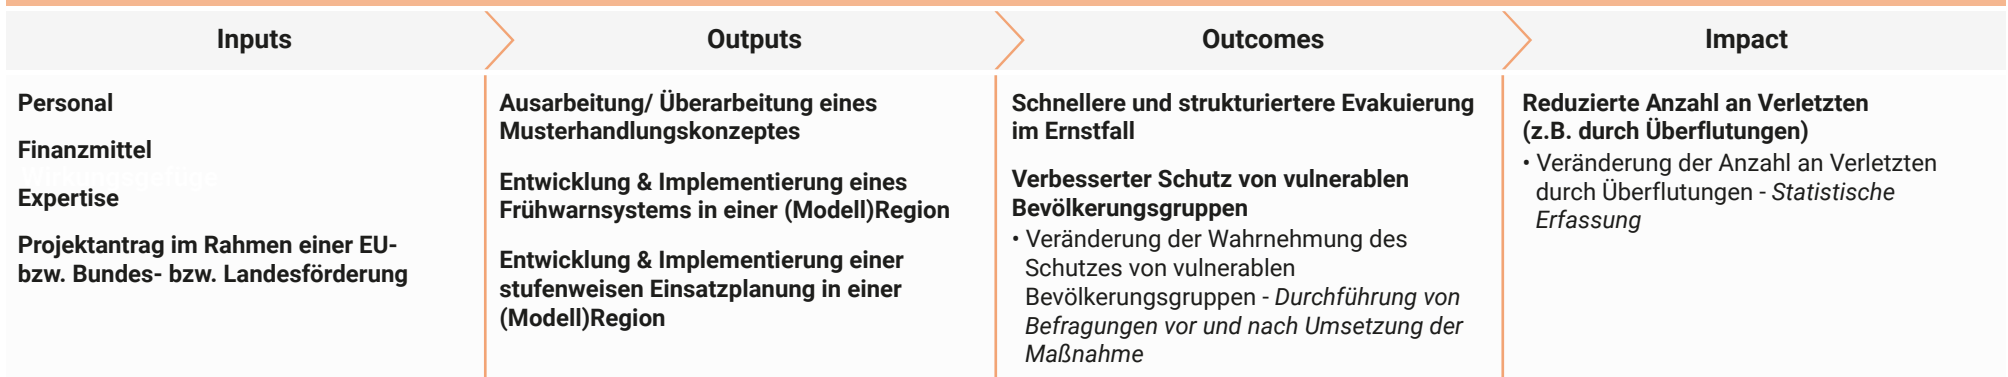 Inputs
Outputs
Outcomes
Impact
Personal
Finanzmittel
Wirkungsgefüge
Expertise
Projektantrag im Rahmen einer EU-
bzw. Bundes- bzw. Landesförderung
Ausarbeitung/ Überarbeitung eines
Musterhandlungskonzeptes
Entwicklung & Implementierung eines
Frühwarnsystems in einer (Modell)Region
Entwicklung & Implementierung einer
stufenweisen Einsatzplanung in einer
(Modell)Region
Schnellere und strukturiertere Evakuierung
im Ernstfall
Verbesserter Schutz von vulnerablen
Bevölkerungsgruppen
• Veränderung der Wahrnehmung des
Schutzes von vulnerablen
Bevölkerungsgruppen - Durchführung von
Befragungen vor und nach Umsetzung der
Maßnahme
Reduzierte Anzahl an Verletzten
(z.B. durch Überflutungen)
• Veränderung der Anzahl an Verletzten
durch Überflutungen - Statistische
Erfassung